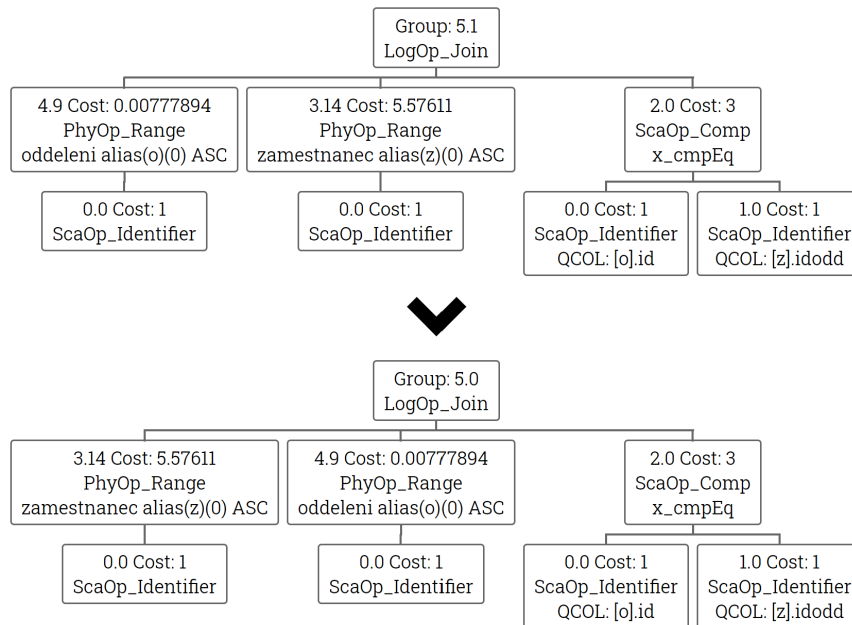 Group: 5.1
LogOp_Join
4.9 Cost: 0.00777894
PhyOp_Range
oddeleni alias(o)(0) ASC
3.14 Cost: 5.57611
PhyOp_Range
zamestnanec alias(z)(0) ASC
2.0 Cost: 3
ScaOp_Comp
x_cmpEq
0.0 Cost: 1
ScaOp_Identifier
0.0 Cost: 1
ScaOp_Identifier
0.0 Cost: 1
ScaOp_Identifier
QCOL: [o].id
1.0 Cost: 1
ScaOp_Identifier
QCOL: [z].idodd
Group: 5.0
LogOp_Join
3.14 Cost: 5.57611
PhyOp_Range
zamestnanec alias(z)(0) ASC
4.9 Cost: 0.00777894
PhyOp_Range
oddeleni alias(o)(0) ASC
2.0 Cost: 3
ScaOp_Comp
x_cmpEq
0.0 Cost: 1
ScaOp_Identifier
0.0 Cost: 1
ScaOp_Identifier
0.0 Cost: 1
ScaOp_Identifier
QCOL: [o].id
1.0 Cost: 1
ScaOp_Identifier
QCOL: [z].idodd